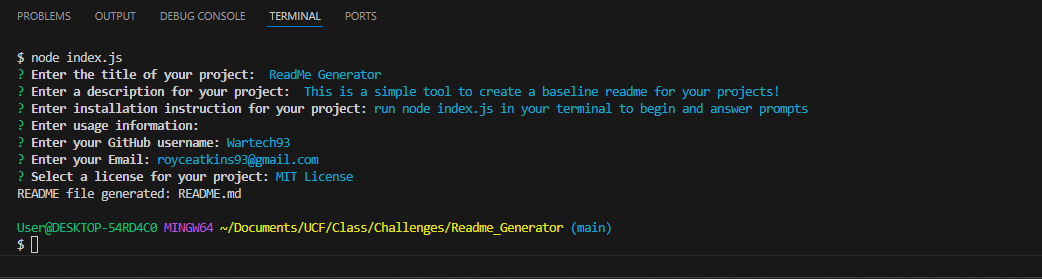 PROBLEMS OUTPUT DEBUG CONSOLE TERMINAL PORTS
$ node index.js
? Enter the title of your project:  ReadMe Generator
? Enter a description for your project:  This is a simple tool to create a baseline readme for your projects!
? Enter installation instruction for your project: run node index.js in your terminal to begin and answer prompts
? Enter usage information:
? Enter your GitHub username: Wartech93
? Enter your Email: royceatkins93@gmail.com
? Select a license for your project: MIT License
README file generated: README.md
User@DESKTOP-54RD4C0 MINGW64 ~/Documents/UCF/Class/Challenges/Readme_Generator (main)
$